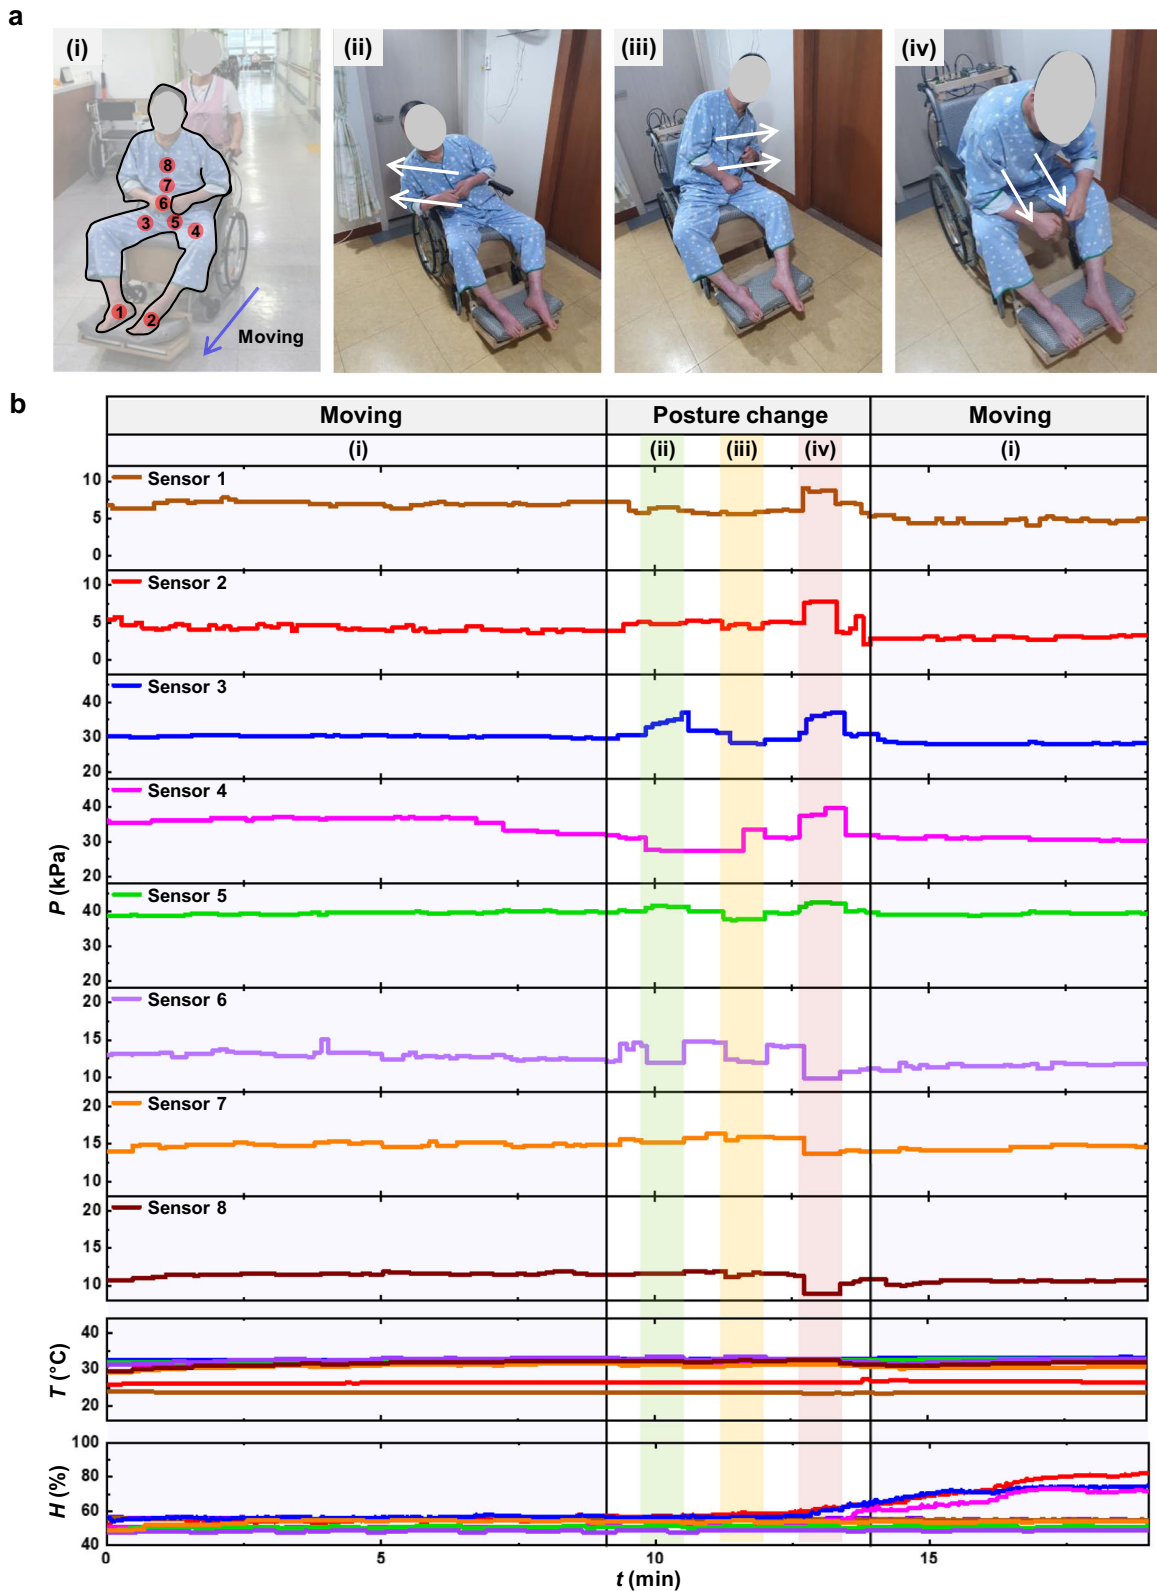 a
(i)
(ii)
(iii)
(iv)
8
7
6
3
5
4
1
2
Moving
b
Moving
Posture change
Moving
(i)
(ii)
(iii)
(iv)
(i)
P (kPa)
Sensor 1
10
5
0
Sensor 2
10
5
0
Sensor 3
40
30
20
Sensor 4
40
30
20
Sensor 5
40
30
20
Sensor 6
20
15
10
Sensor 7
20
15
10
Sensor 8
20
15
10
T (°C)
40
30
20
H (%)
100
80
60
40
0
5
10
15
t (min)